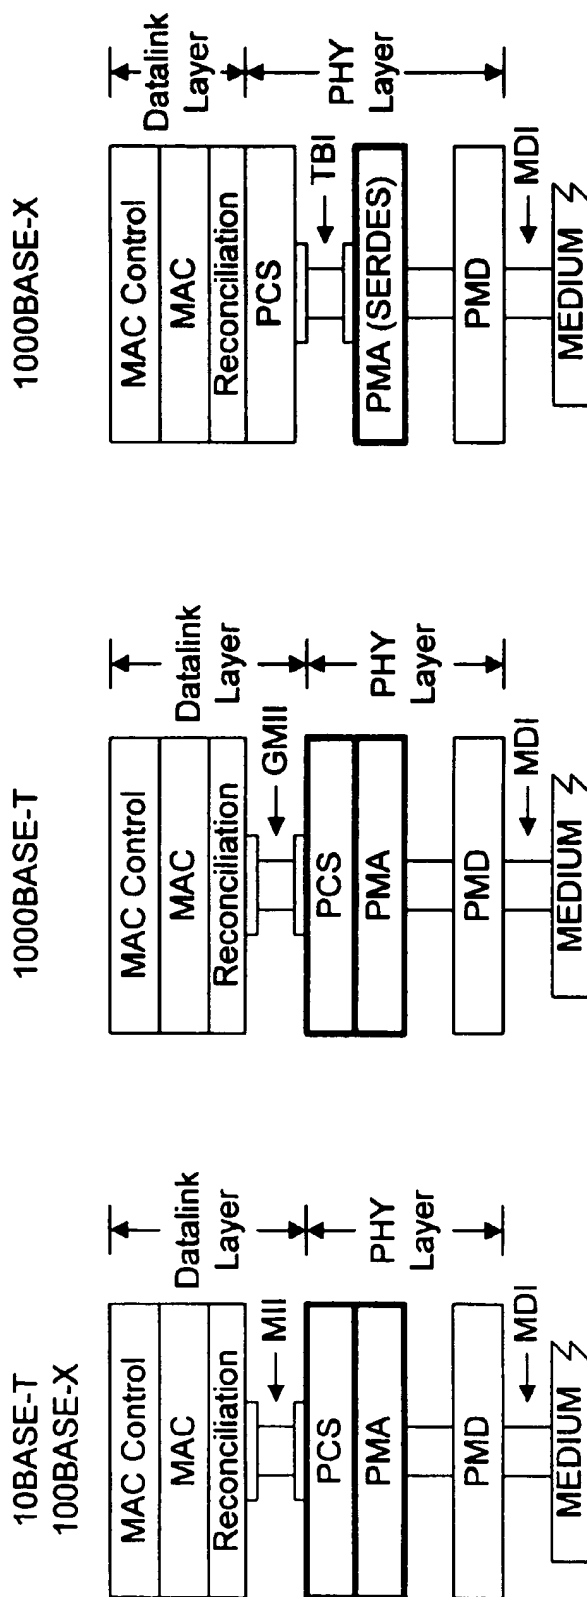 10BASE-T
100BASE-X
MAC Control
MAC
Reconciliation
MII
PCS
PMA
PMD
MDI
MEDIUM
Datalink
Layer
PHY
Layer
1000BASE-T
MAC Control
MAC
Reconciliation
GMII
PCS
PMA
PMD
MDI
MEDIUM
Datalink
Layer
PHY
Layer
1000BASE-X
MAC Control
MAC
Reconciliation
PCS
TBI
PMA (SERDES)
PMD
MDI
MEDIUM
Datalink
Layer
PHY
Layer